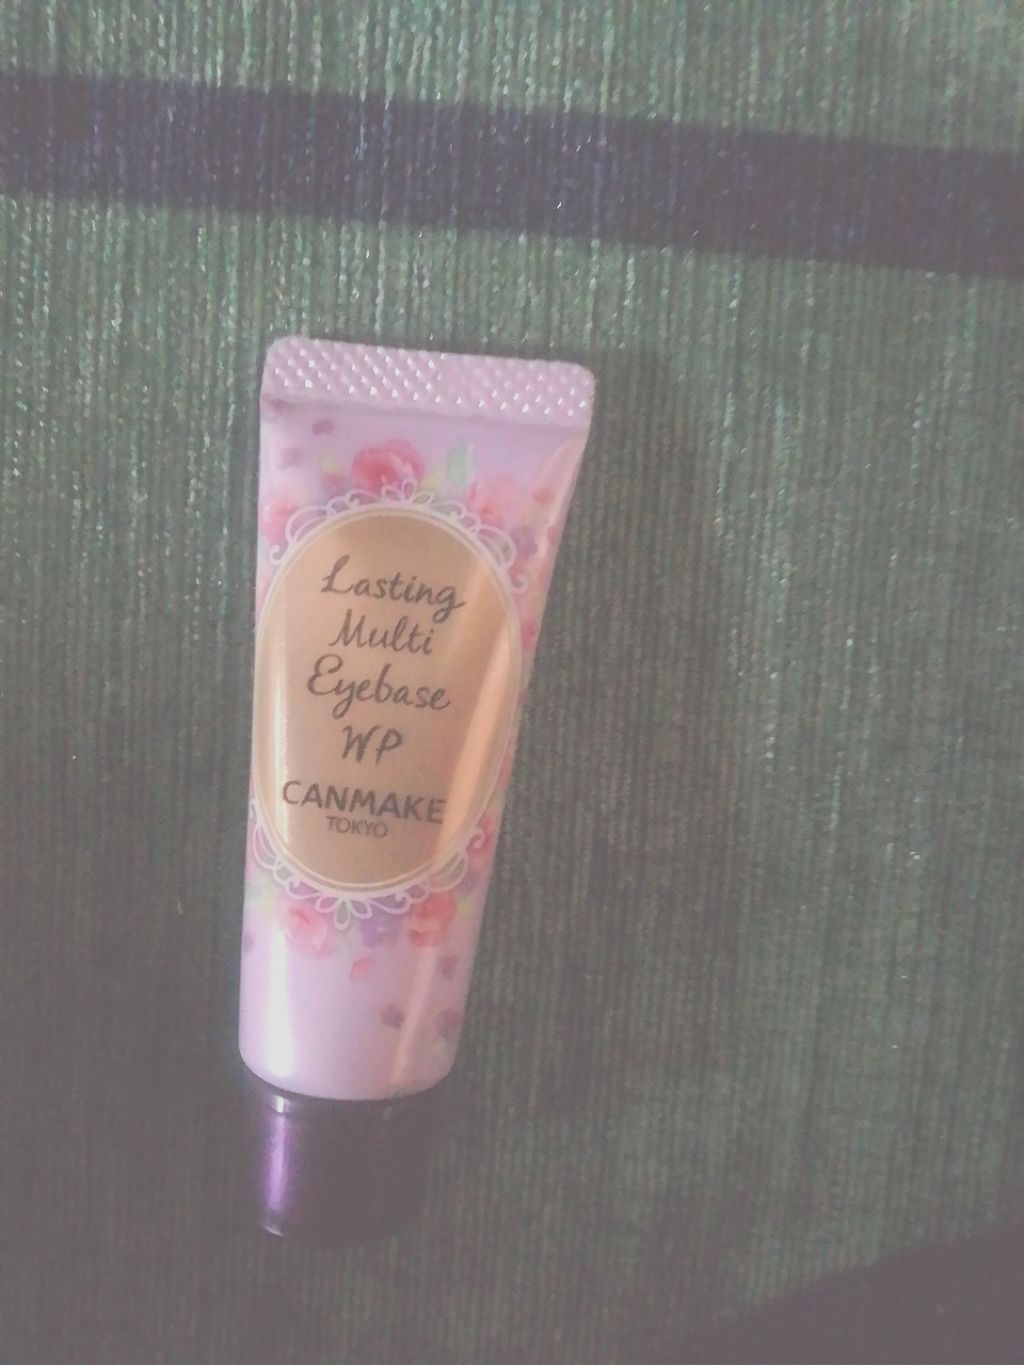 Lasting
Multi
Eyebase
WP
CANMAKE
TOKYO